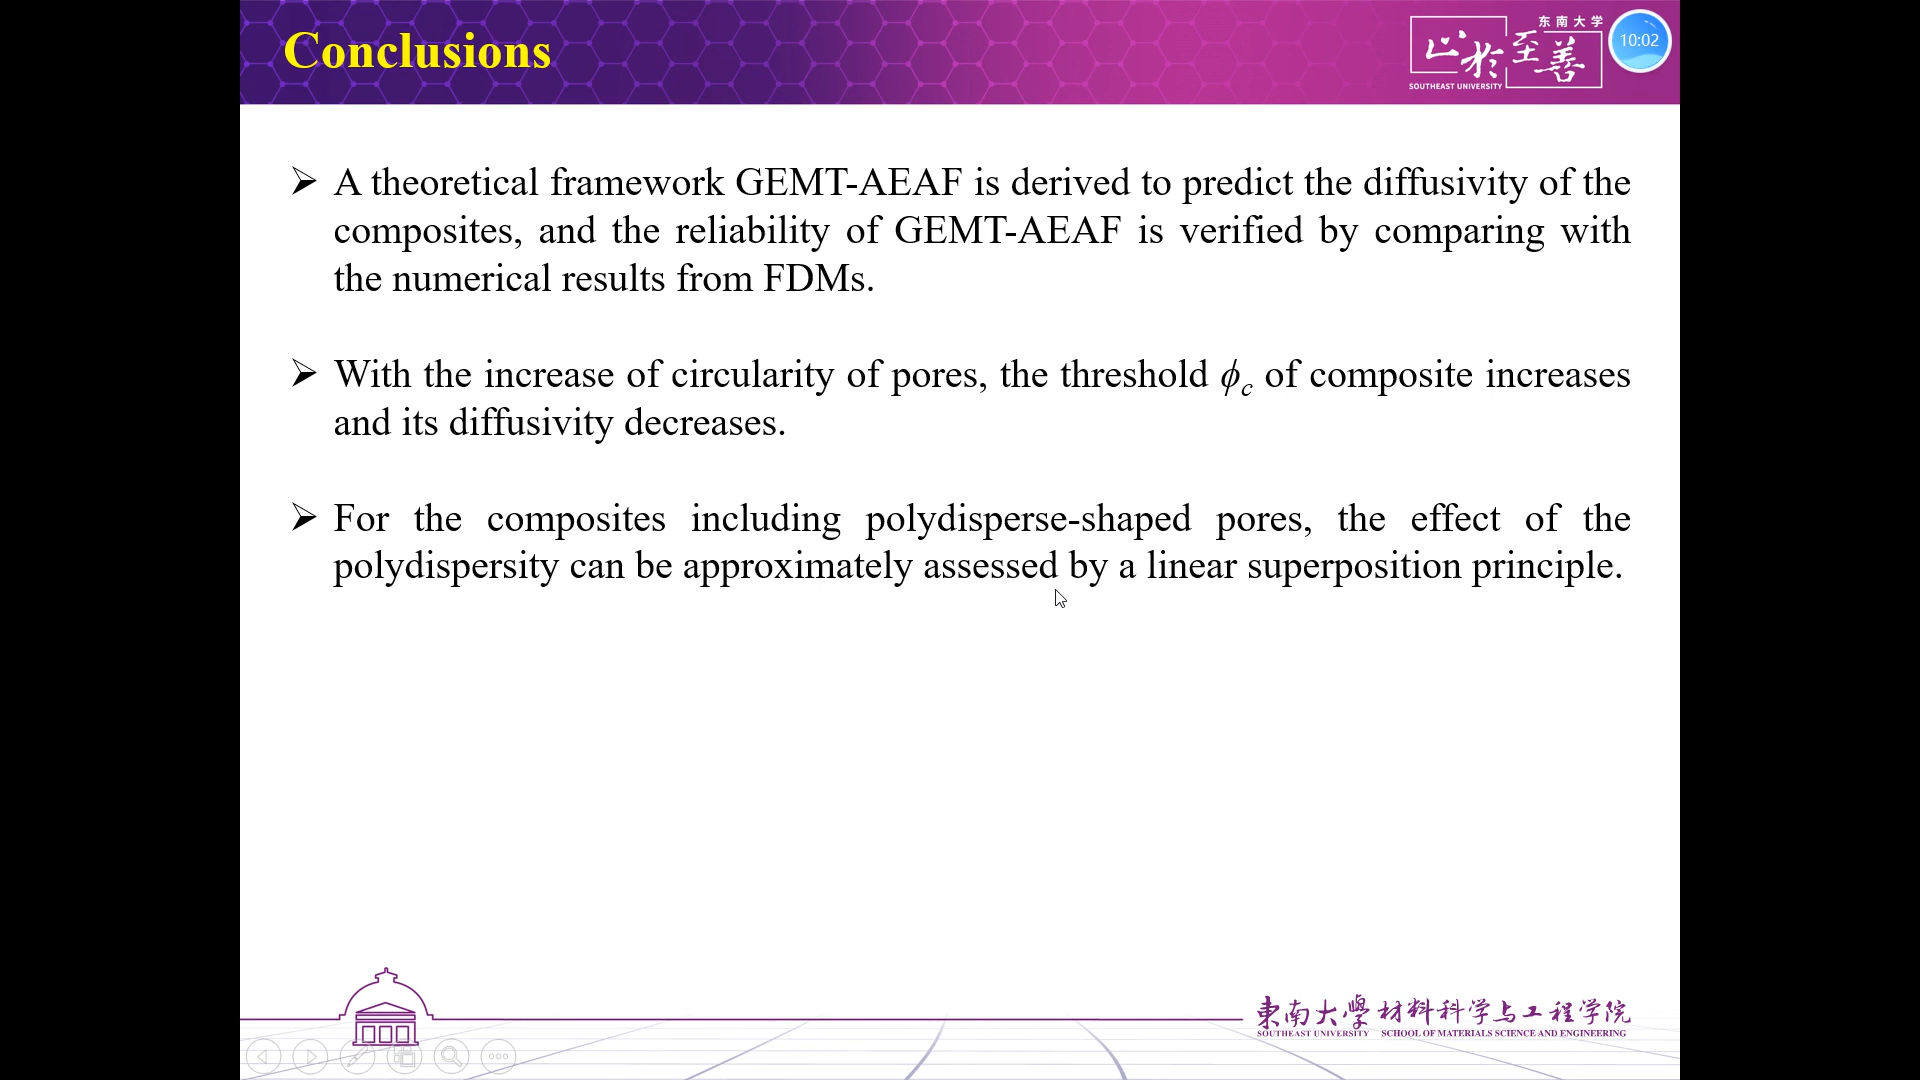 Conclusions
东南大学
止於至善
SOUTHEAST UNIVERSITY
10:02
A theoretical framework GEMT-AEAF is derived to predict the diffusivity of the
composites, and the reliability of GEMT-AEAF is verified by comparing with
the numerical results from FDMs.
With the increase of circularity of pores, the threshold ϕc of composite increases
and its diffusivity decreases.
For the composites including polydisperse-shaped pores, the effect of the
polydispersity can be approximately assessed by a linear superposition principle.
東南大學 材料科学与工程学院
SOUTHEAST UNIVERSITY SCHOOL OF MATERIALS SCIENCE AND ENGINEERING